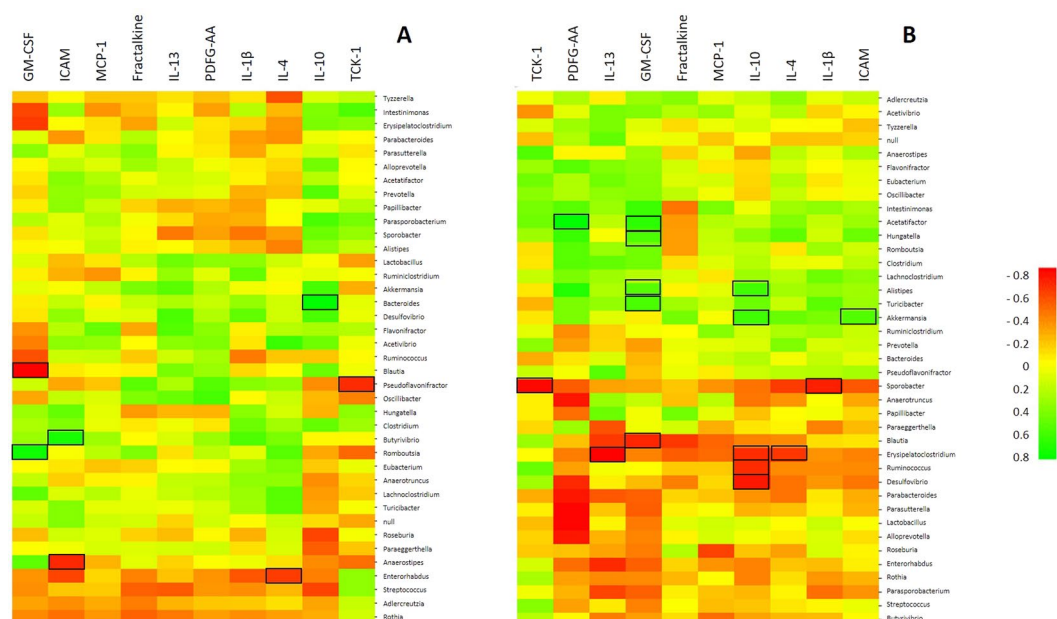 GM-CSF ICAM MCP-1 Fractalkine IL-13 PDFG-AA IL-1β IL-4 IL-10 TCK-1
A
Tyzzerella
Intestinimonas
Erysipelatoclostridium
Parabacteroides
Parasutterella
Alloprevotella
Acetatifactor
Prevotella
Papillibacter
Parasporobacterium
Sporobacter
Alistipes
Lactobacillus
Ruminiclostridium
Akkermansia
Bacteroides
Desulfovibrio
Flavonifractor
Acetivibrio
Ruminococcus
Blautia
Pseudoflavonifractor
Oscillibacter
Hungatella
Clostridium
Butyrivibrio
Romboutsia
Eubacterium
Anaerotruncus
Lachnoclostridium
Turicibacter
null
Roseburia
Paraeggerthella
Anaerostipes
Enterorhabdus
Streptococcus
Adlercreutzia
Rothia
TCK-1 PDFG-AA IL-13 GM-CSF Fractalkine MCP-1 IL-10 IL-4 IL-1β ICAM
B
Adlercreutzia
Acetivibrio
Tyzzerella
null
Anaerostipes
Flavonifractor
Eubacterium
Oscillibacter
Intestinimonas
Acetatifactor
Hungatella
Romboutsia
Clostridium
Lachnoclostridium
Alistipes
Turicibacter
Akkermansia
Ruminiclostridium
Prevotella
Bacteroides
Pseudoflavonifractor
Sporobacter
Anaerotruncus
Papillibacter
Paraeggerthella
Blautia
Erysipelatoclostridium
Ruminococcus
Desulfovibrio
Parabacteroides
Parasutterella
Lactobacillus
Alloprevotella
Roseburia
Enterorhabdus
Rothia
Parasporobacterium
Streptococcus
Butyrivibrio
- 0.8
- 0.6
- 0.4
- 0.2
0
0.2
0.4
0.6
0.8